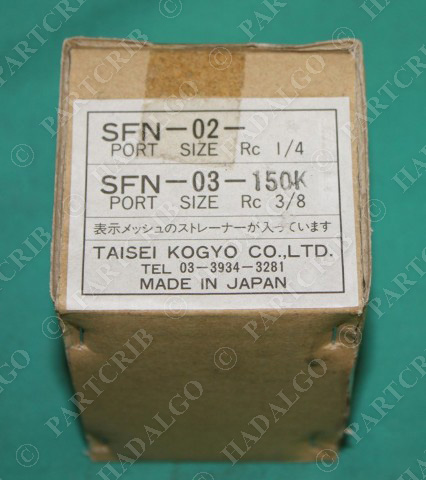 SFN-02-
PORT SIZE Rc 1/4
SFN-03-150K
PORT SIZE Rc 3/8
表示メッシュのストレーナーが入っています
TAISEI KOGYO CO.,LTD.
TEL 03-3934-3281
MADE IN JAPAN
PARTCRIB
HADALGO